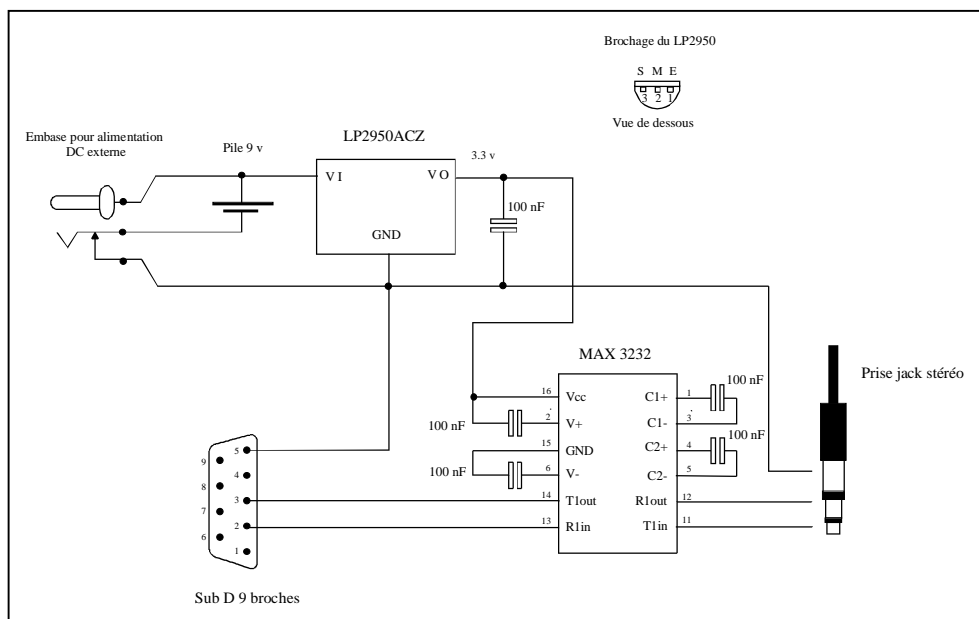 Brochage du LP2950
S M E
3 2 1
Vue de dessous
Embase pour alimentation
DC externe
Pile 9 v
LP2950ACZ
3.3 v
VI
VO
GND
100 nF
MAX 3232
Prise jack stéréo
16
Vcc
C1+
1
100 nF
100 nF
2
V+
C1-
3
15
GND
C2+
4
100 nF
100 nF
6
V-
C2-
5
14
T1out
R1out
12
13
R1in
T1in
11
5
9
4
8
3
7
2
6
1
Sub D 9 broches